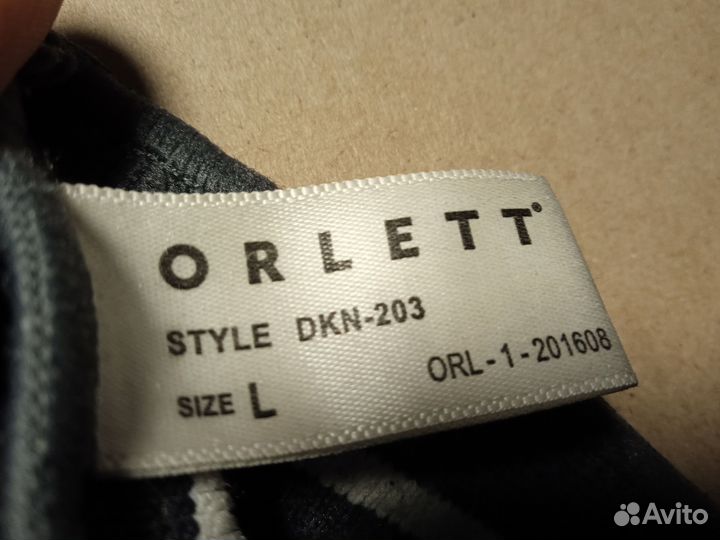 ORLETT®
STYLE DKN-203
SIZE L
ORL-1-201608
Avito